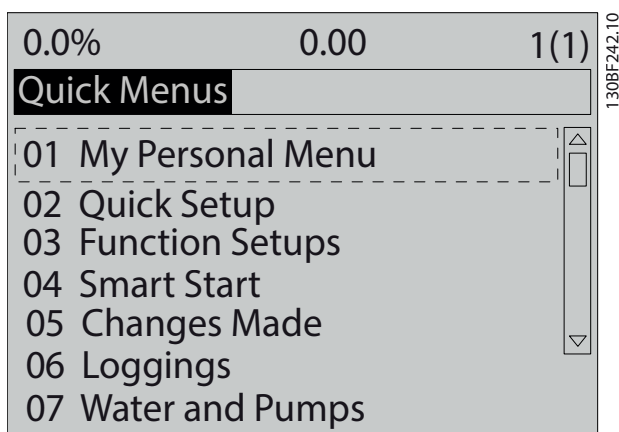 0.0% 0.00 1(1)
Quick Menus
01 My Personal Menu
02 Quick Setup
03 Function Setups
04 Smart Start
05 Changes Made
06 Loggings
07 Water and Pumps
130BF242.10